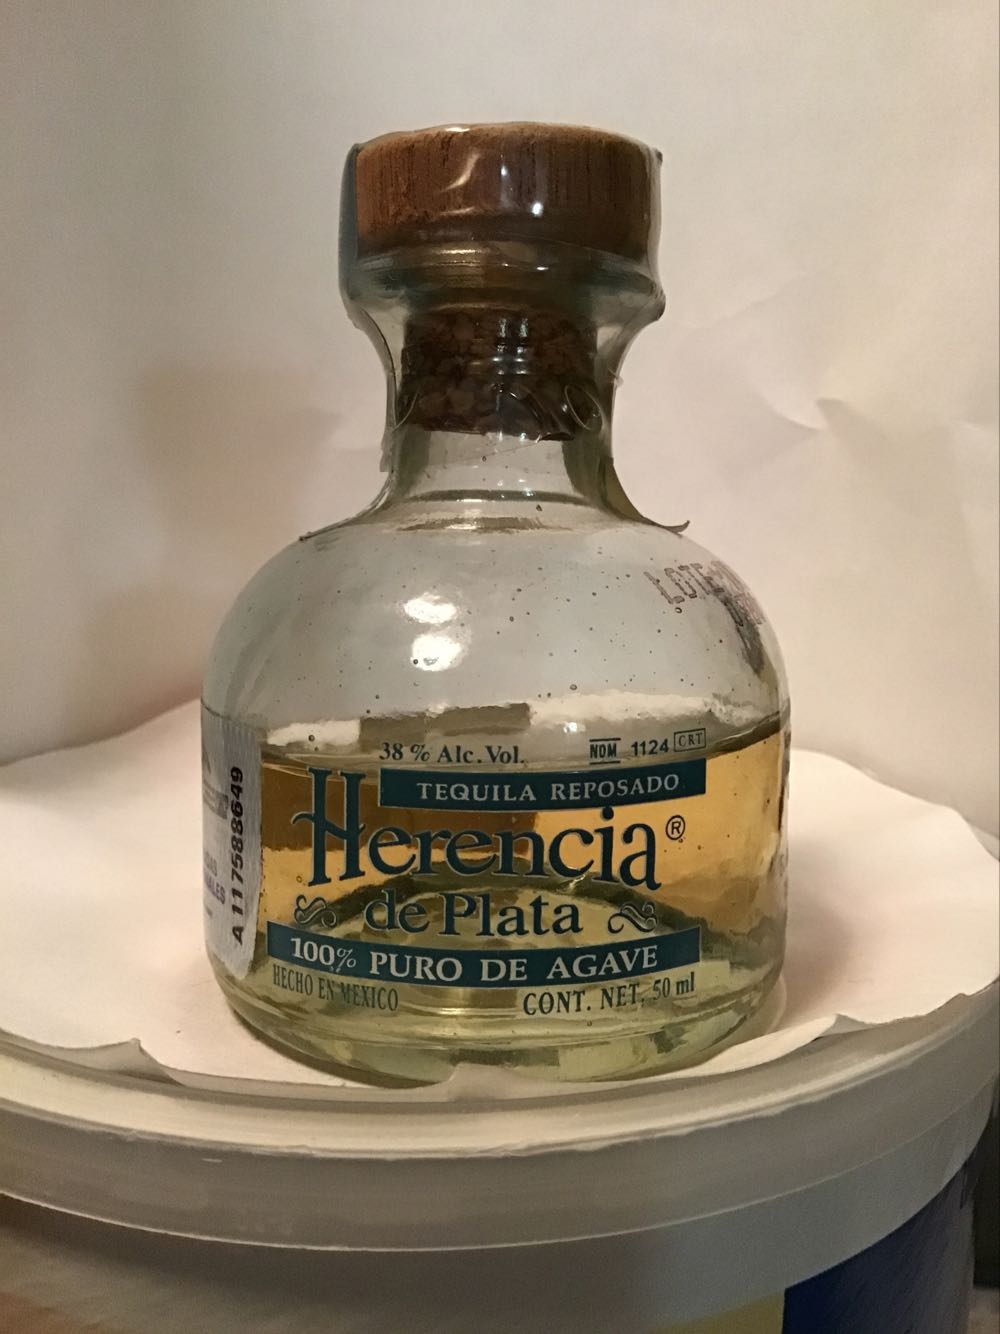 LOTE
38 % Alc.Vol. NOM 1124 CRT
TEQUILA REPOSADO
Herencia®
de Plata
100% PURO DE AGAVE
HECHO EN MEXICO CONT. NET. 50 ml
A 117588649